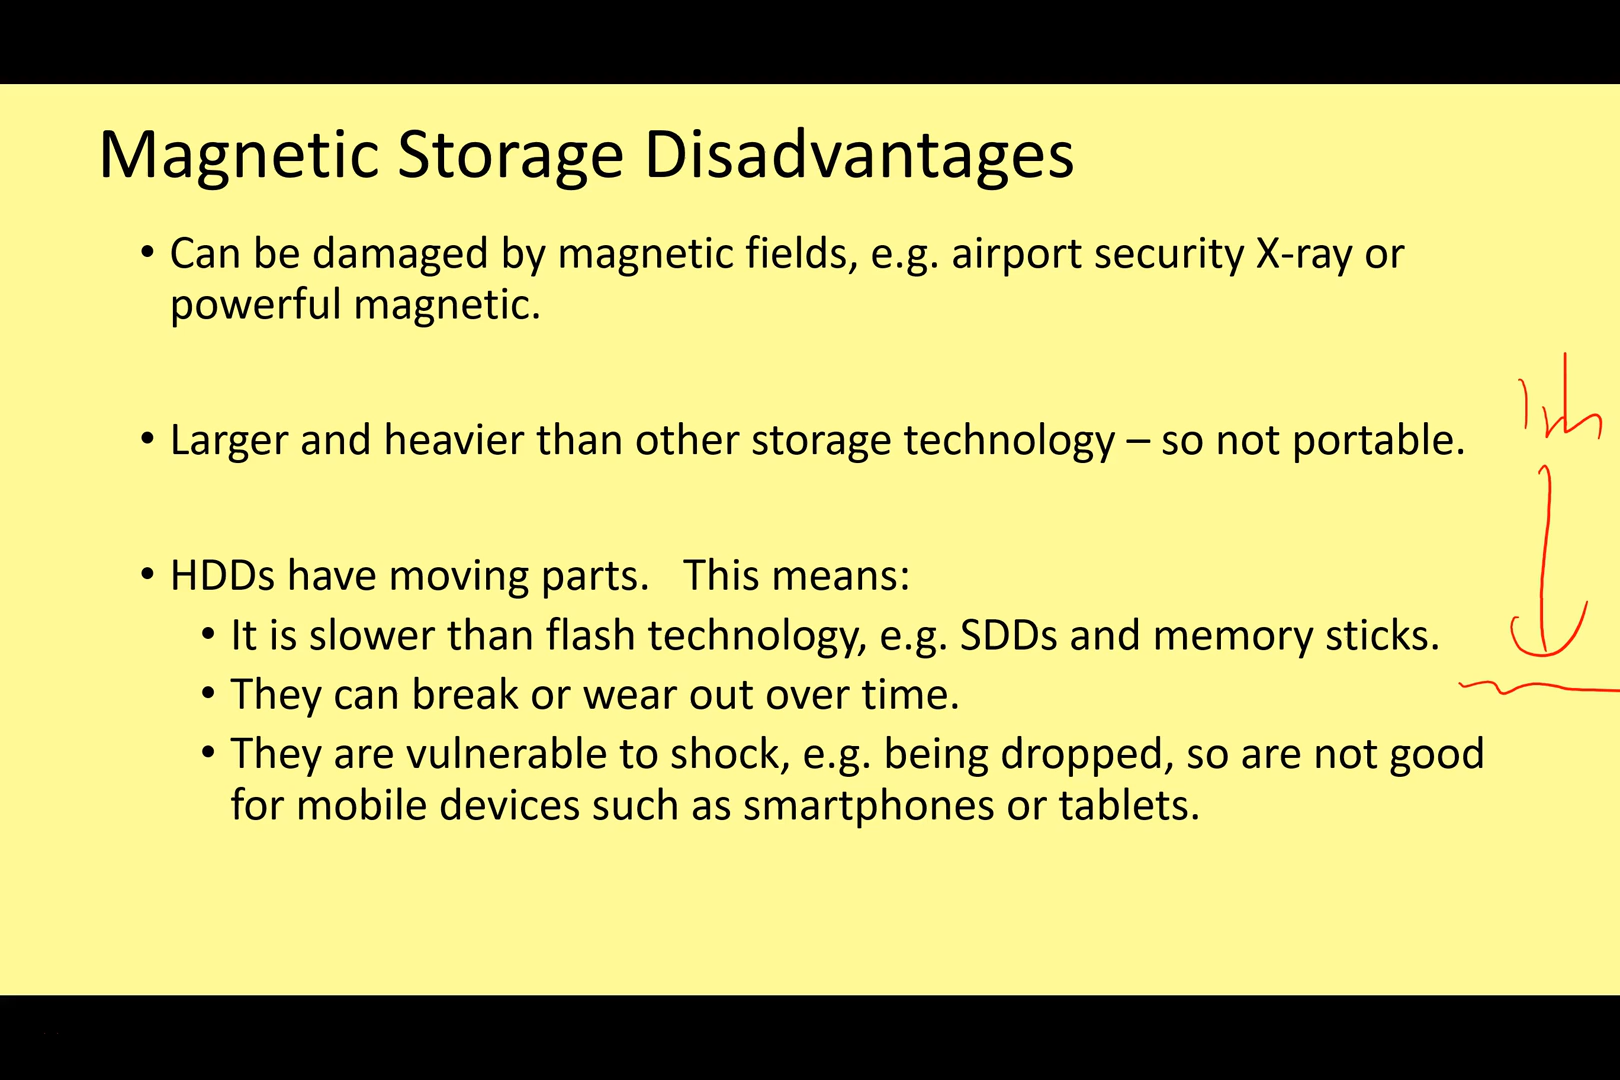 Magnetic Storage Disadvantages
• Can be damaged by magnetic fields, e.g. airport security X-ray or
powerful magnetic.
• Larger and heavier than other storage technology – so not portable.
• HDDs have moving parts.   This means:
• It is slower than flash technology, e.g. SDDs and memory sticks.
• They can break or wear out over time.
• They are vulnerable to shock, e.g. being dropped, so are not good
for mobile devices such as smartphones or tablets.